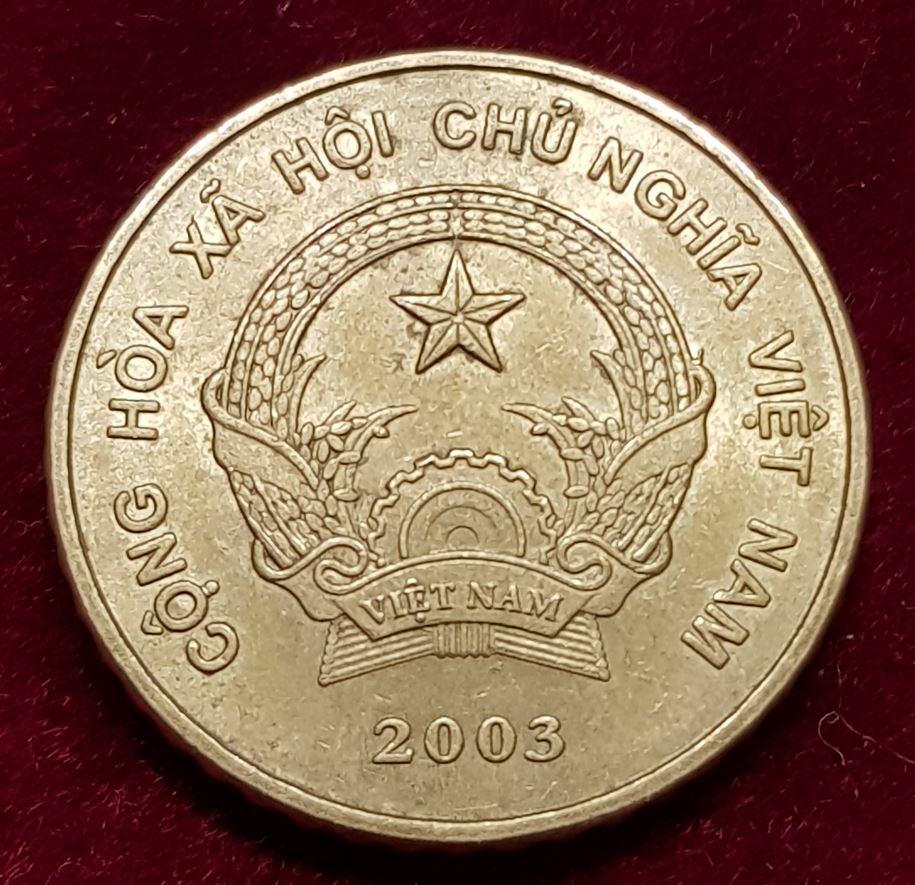 CỘNG HÒA XÃ HỘI CHỦ NGHĨA VIỆT NAM
VIỆT NAM
2003